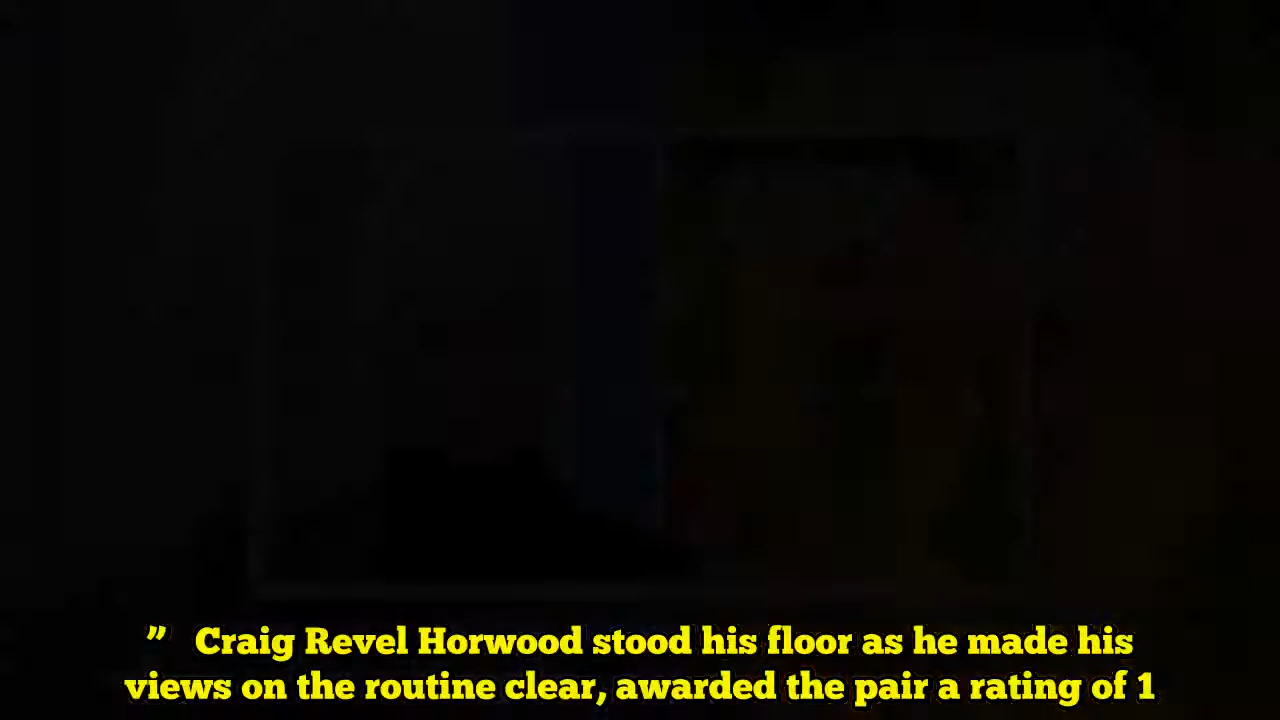 ” Craig Revel Horwood stood his floor as he made his
views on the routine clear, awarded the pair a rating of 1